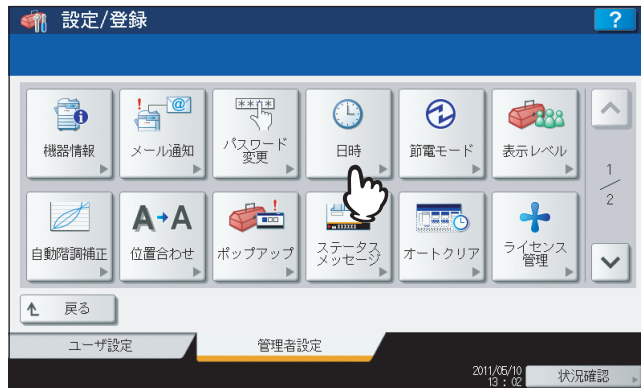 設定/登録
?
機器情報
メール通知
パスワード
変更
日時
節電モード
表示レベル
1
2
自動階調補正
A→A
位置合わせ
ポップアップ
ステータス
メッセージ
オートクリア
ライセンス
管理
戻る
ユーザ設定
管理者設定
2011/05/10
13 : 02
状況確認